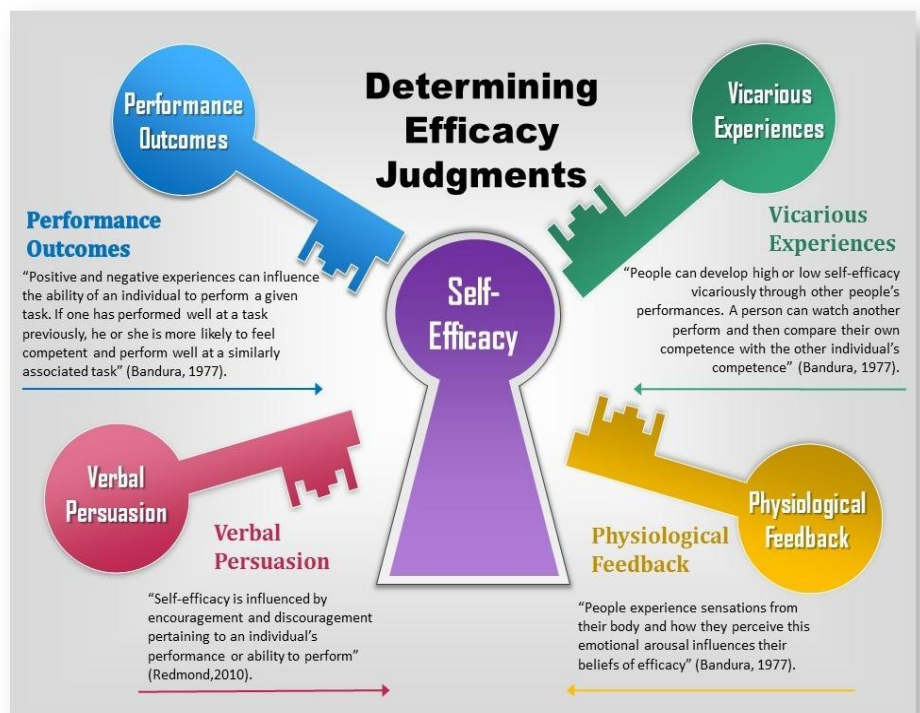 Determining
Efficacy
Judgments
Performance
Outcomes
Performance
Outcomes
“Positive and negative experiences can influence
the ability of an individual to perform a given
task. If one has performed well at a task
previously, he or she is more likely to feel
competent and perform well at a similarly
associated task” (Bandura, 1977).
Vicarious
Experiences
Vicarious
Experiences
“People can develop high or low self-efficacy
vicariously through other people’s
performances. A person can watch another
perform and then compare their own
competence with the other individual’s
competence” (Bandura, 1977).
Self-
Efficacy
Verbal
Persuasion
Verbal
Persuasion
“Self-efficacy is influenced by
encouragement and discouragement
pertaining to an individual’s
performance or ability to perform”
(Redmond,2010).
Physiological
Feedback
Physiological
Feedback
“People experience sensations from
their body and how they perceive this
emotional arousal influences their
beliefs of efficacy” (Bandura, 1977).